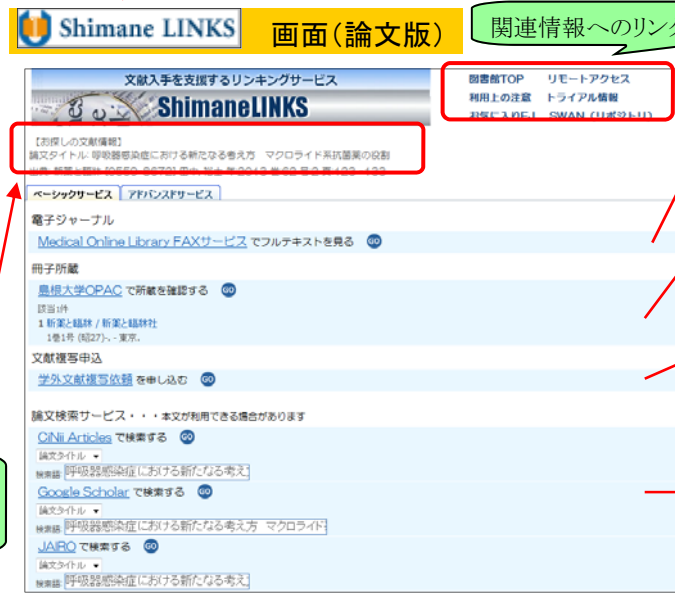 Shimane LINKS 画面(論文版)
関連情報へのリンク
文献入手を支援するリンキングサービス
ShimaneLINKS
図書館TOP リモートアクセス
利用上の注意 トライアル情報
お気に入りEJ SWAN (リポジトリ)
【お探しの文献情報】
論文タイトル: 呼吸器感染症における新たなる考え方 マクロライド系抗菌薬の役割
ベーシックサービス アドバンスドサービス
電子ジャーナル
Medical Online Library FAXサービス でフルテキストを見る GO
冊子所蔵
島根大学OPAC で所蔵を確認する GO
該当1件
1 新薬と臨牀 / 新薬と臨牀社
1巻1号 (昭27)-. - 東京.
文献複写申込
学外文献複写依頼 を申し込む GO
論文検索サービス・・・本文が利用できる場合があります
CiNii Articles で検索する GO
論文タイトル
検索語: 呼吸器感染症における新たなる考え
Google Scholar で検索する GO
論文タイトル
検索語: 呼吸器感染症における新たなる考え方 マクロライド
JAIRO で検索する GO
論文タイトル
検索語: 呼吸器感染症における新たなる考え